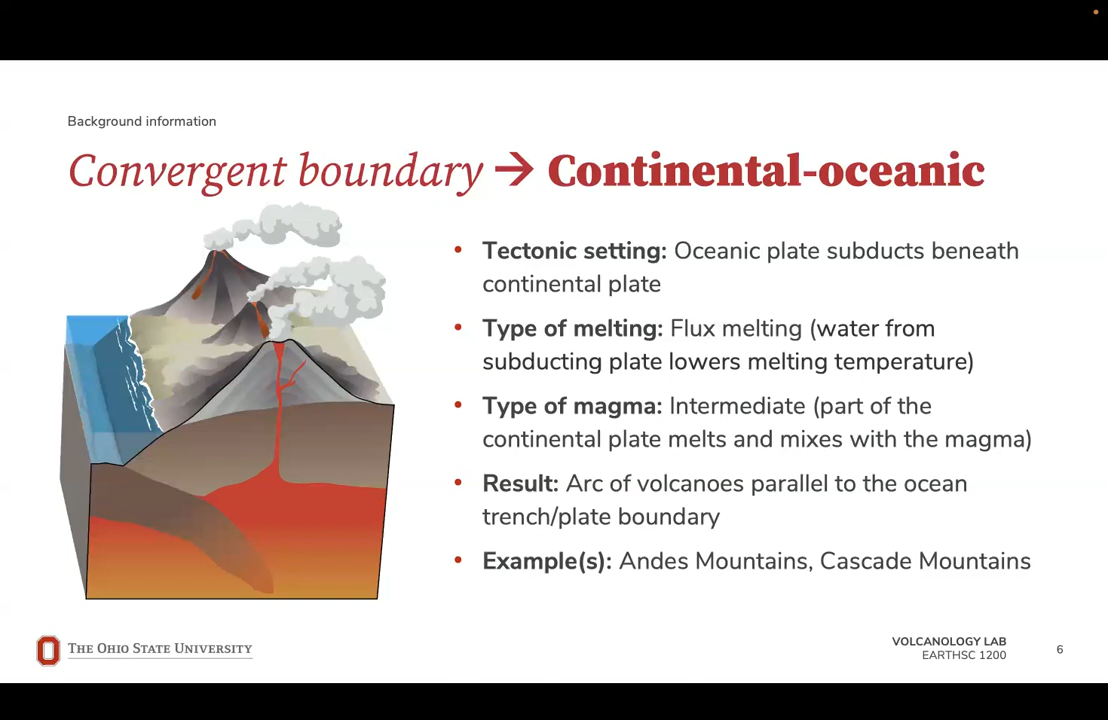 Background information
Convergent boundary → Continental-oceanic
• Tectonic setting: Oceanic plate subducts beneath
continental plate
• Type of melting: Flux melting (water from
subducting plate lowers melting temperature)
• Type of magma: Intermediate (part of the
continental plate melts and mixes with the magma)
• Result: Arc of volcanoes parallel to the ocean
trench/plate boundary
• Example(s): Andes Mountains, Cascade Mountains
THE OHIO STATE UNIVERSITY
VOLCANOLOGY LAB
EARTHSC 1200
6